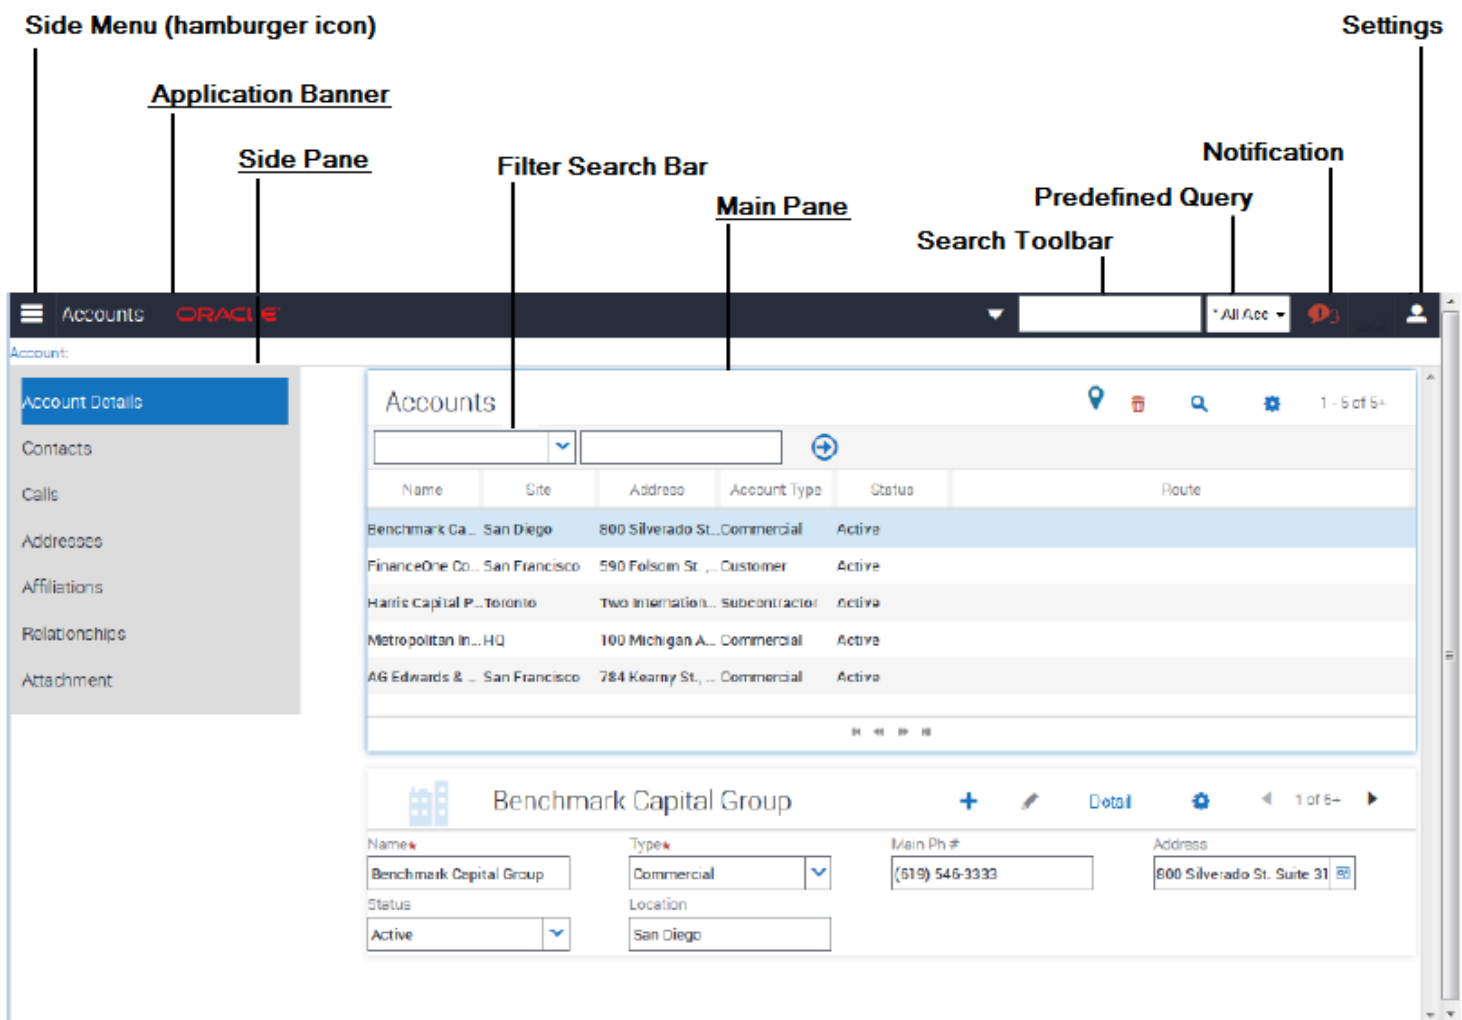 Side Menu (hamburger icon)
Settings
Application Banner
Side Pane
Filter Search Bar
Notification
Main Pane
Predefined Query
Search Toolbar
Accounts
ORACLE
* All Acc
3
Account:
Account Details
Contacts
Calls
Addresses
Affiliations
Relationships
Attachment
Accounts
1 - 5 of 5+
Name Site Address Account Type Status Route
Benchmark Ca... San Diego 800 Silverado St... Commercial Active
FinanceOne Co... San Francisco 590 Folsom St. ,... Customer Active
Harris Capital P... Toronto Two Internation... Subcontractor Active
Metropolitan In... HQ 100 Michigan A... Commercial Active
AG Edwards & ... San Francisco 784 Kearny St., ... Commercial Active
Benchmark Capital Group
Detail
1 of 5+
Name* Type* Main Ph # Address
Benchmark Capital Group Commercial (619) 546-3333 800 Silverado St. Suite 31
Status Location
Active San Diego